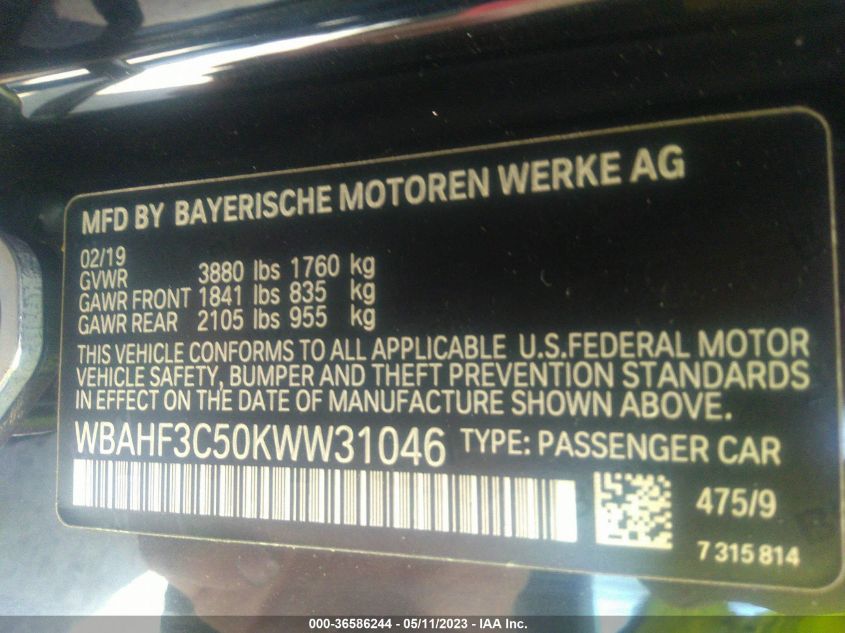 MFD BY BAYERISCHE MOTOREN WERKE AG
02/19
GVWR 3880 lbs 1760 kg
GAWR FRONT 1841 lbs 835 kg
GAWR REAR 2105 lbs 955 kg
THIS VEHICLE CONFORMS TO ALL APPLICABLE U.S.FEDERAL MOTOR
VEHICLE SAFETY, BUMPER AND THEFT PREVENTION STANDARDS
IN EFFECT ON THE DATE OF MANUFACTURE SHOWN ABOVE.
WBAHF3C50KWW31046 TYPE: PASSENGER CAR
475/9
7 315 814
000-36586244 - 05/11/2023 - IAA Inc.